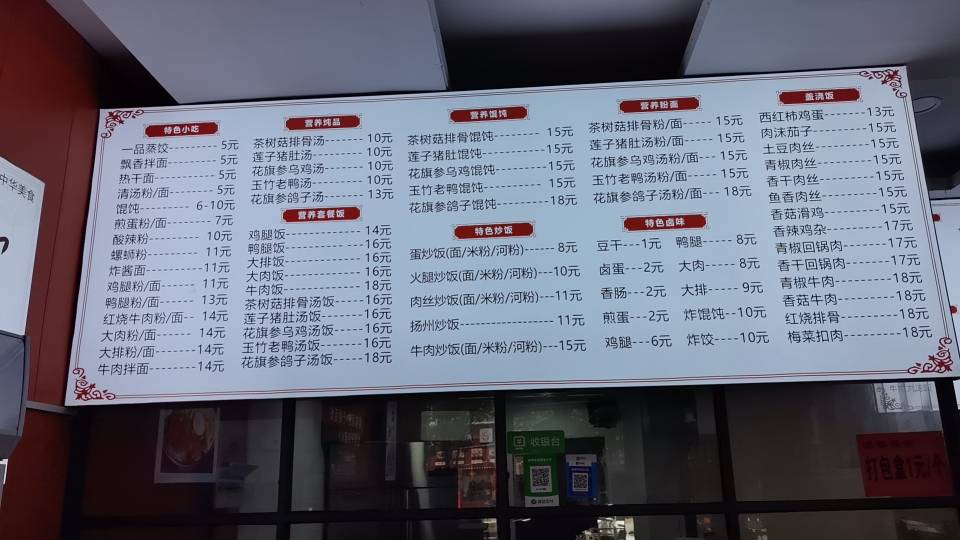 特色小吃
一品蒸饺--------5元
飘香拌面--------5元
热干面----------5元
清汤粉/面-------5元
馄饨--------6-10元
煎蛋粉/面-------7元
酸辣粉--------10元
螺蛳粉--------11元
炸酱面--------11元
鸡腿粉/面-----11元
鸭腿粉/面-----13元
红烧牛肉粉/面--14元
大肉粉/面-----14元
大排粉/面-----14元
牛肉拌面------14元
营养炖品
茶树菇排骨汤------10元
莲子猪肚汤--------10元
花旗参乌鸡汤------10元
玉竹老鸭汤--------10元
花旗参鸽子汤------13元
营养套餐饭
鸡腿饭----------14元
鸭腿饭----------16元
大排饭----------16元
大肉饭----------16元
牛肉饭----------18元
茶树菇排骨汤饭----16元
莲子猪肚汤饭------16元
花旗参乌鸡汤饭----16元
玉竹老鸭汤饭------16元
花旗参鸽子汤饭----18元
营养馄饨
茶树菇排骨馄饨------15元
莲子猪肚馄饨--------15元
花旗参乌鸡馄饨------15元
玉竹老鸭馄饨--------15元
花旗参鸽子馄饨------18元
特色炒饭
蛋炒饭(面/米粉/河粉)------8元
火腿炒饭(面/米粉/河粉)---10元
肉丝炒饭(面/米粉/河粉)---11元
扬州炒饭-----------------11元
牛肉炒饭(面/米粉/河粉)---15元
营养粉面
茶树菇排骨粉/面-----15元
莲子猪肚汤粉/面-----15元
花旗参乌鸡汤粉/面---15元
玉竹老鸭汤粉/面-----15元
花旗参鸽子汤粉/面---18元
特色卤味
豆干---1元 鸭腿-----8元
卤蛋---2元 大肉-----8元
香肠---2元 大排-----9元
煎蛋---2元 炸馄饨--10元
鸡腿---6元 炸饺----10元
盖浇饭
西红柿鸡蛋-------13元
肉沫茄子---------15元
土豆肉丝---------15元
青椒肉丝---------15元
香干肉丝---------15元
鱼香肉丝---------15元
香菇滑鸡---------15元
香辣鸡杂---------17元
青椒回锅肉-------17元
香干回锅肉-------17元
青椒牛肉---------18元
香菇牛肉---------18元
红烧排骨---------18元
梅菜扣肉---------18元
中华美食
收银台
打包盒1元/个